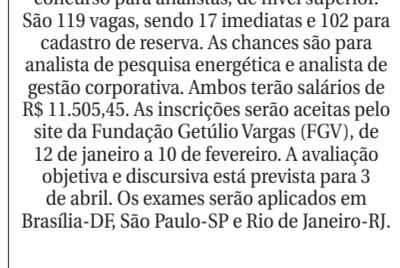 concurso para analistas, de nível superior.
São 119 vagas, sendo 17 imediatas e 102 para
cadastro de reserva. As chances são para
analista de pesquisa energética e analista de
gestão corporativa. Ambos terão salários de
R$ 11.505,45. As inscrições serão aceitas pelo
site da Fundação Getúlio Vargas (FGV), de
12 de janeiro a 10 de fevereiro. A avaliação
objetiva e discursiva está prevista para 3
de abril. Os exames serão aplicados em
Brasília-DF, São Paulo-SP e Rio de Janeiro-RJ.